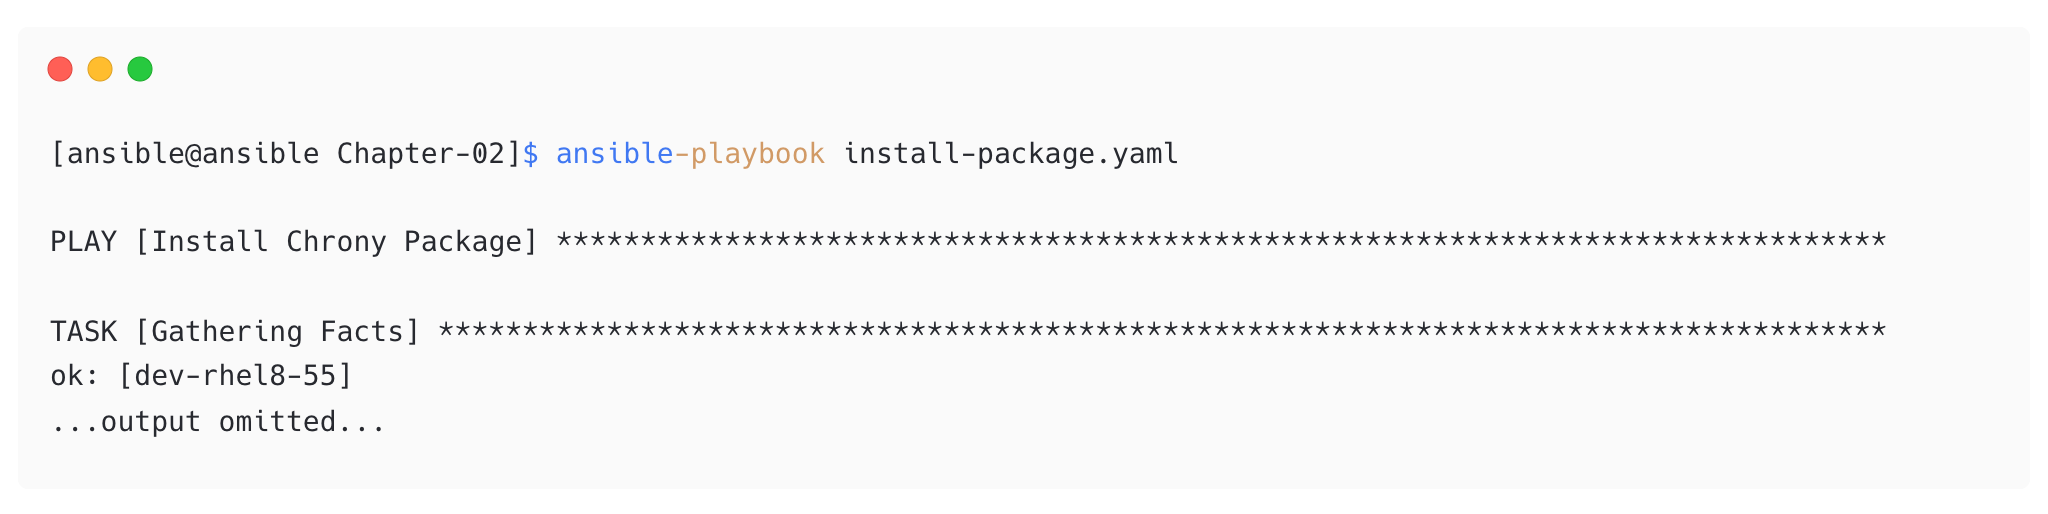 [ansible@ansible Chapter-02]$ ansible-playbook install-package.yaml
PLAY [Install Chrony Package] *******************************************************************************
TASK [Gathering Facts] **************************************************************************************
ok: [dev-rhel8-55]
...output omitted...